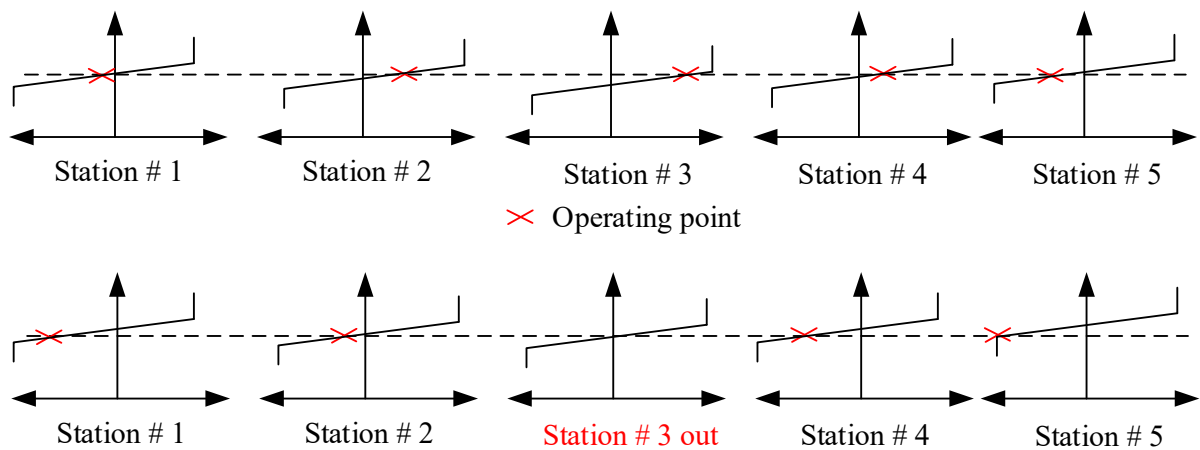 Station # 1
Station # 2
Station # 3
Station # 4
Station # 5
Operating point
Station # 1
Station # 2
Station # 3 out
Station # 4
Station # 5